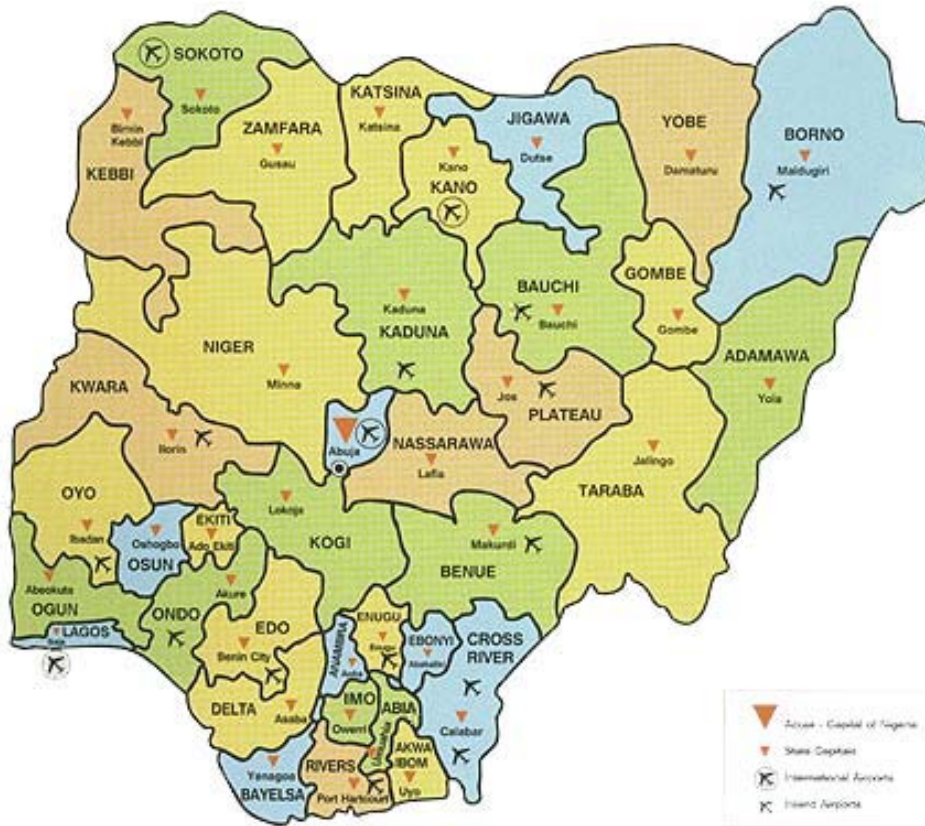 SOKOTO
Sokoto
KATSINA
Katsina
JIGAWA
Dutse
YOBE
Damaturu
BORNO
Maidugiri
Birnin
Kebbi
KEBBI
ZAMFARA
Gusau
Kano
KANO
BAUCHI
Bauchi
GOMBE
Gombe
Kaduna
KADUNA
NIGER
Minna
ADAMAWA
Yola
KWARA
Ilorin
Jos
PLATEAU
Abuja
NASSARAWA
Lafia
Jalingo
TARABA
OYO
Ibadan
Oshogbo
OSUN
EKITI
Ado Ekiti
Lokoja
KOGI
Makurdi
BENUE
Abeokuta
OGUN
Akure
ONDO
LAGOS
EDO
Benin City
ENUGU
Enugu
ANAMBRA
EBONYI
Abakaliki
CROSS
RIVER
DELTA
Asaba
IMO
Owerri
ABIA
Umuahia
Calabar
Yenagoa
BAYELSA
RIVERS
Port Hartcourt
AKWA
IBOM
Uyo
Capital of Nigeria
State Capitals
International Airports
Inland Airports